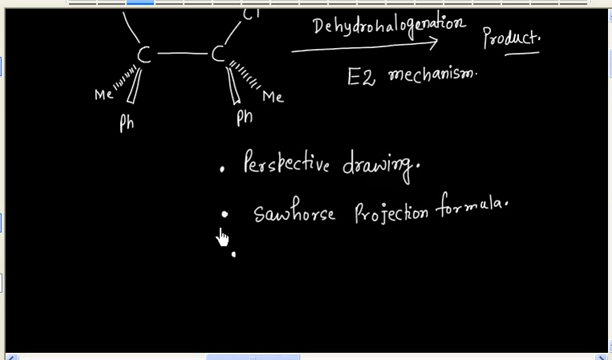 Cl
Dehydrohalogenation
Product.
C C
E2 mechanism.
Me Me
Ph Ph
• Perspective drawing.
• Sawhorse Projection formula.
•